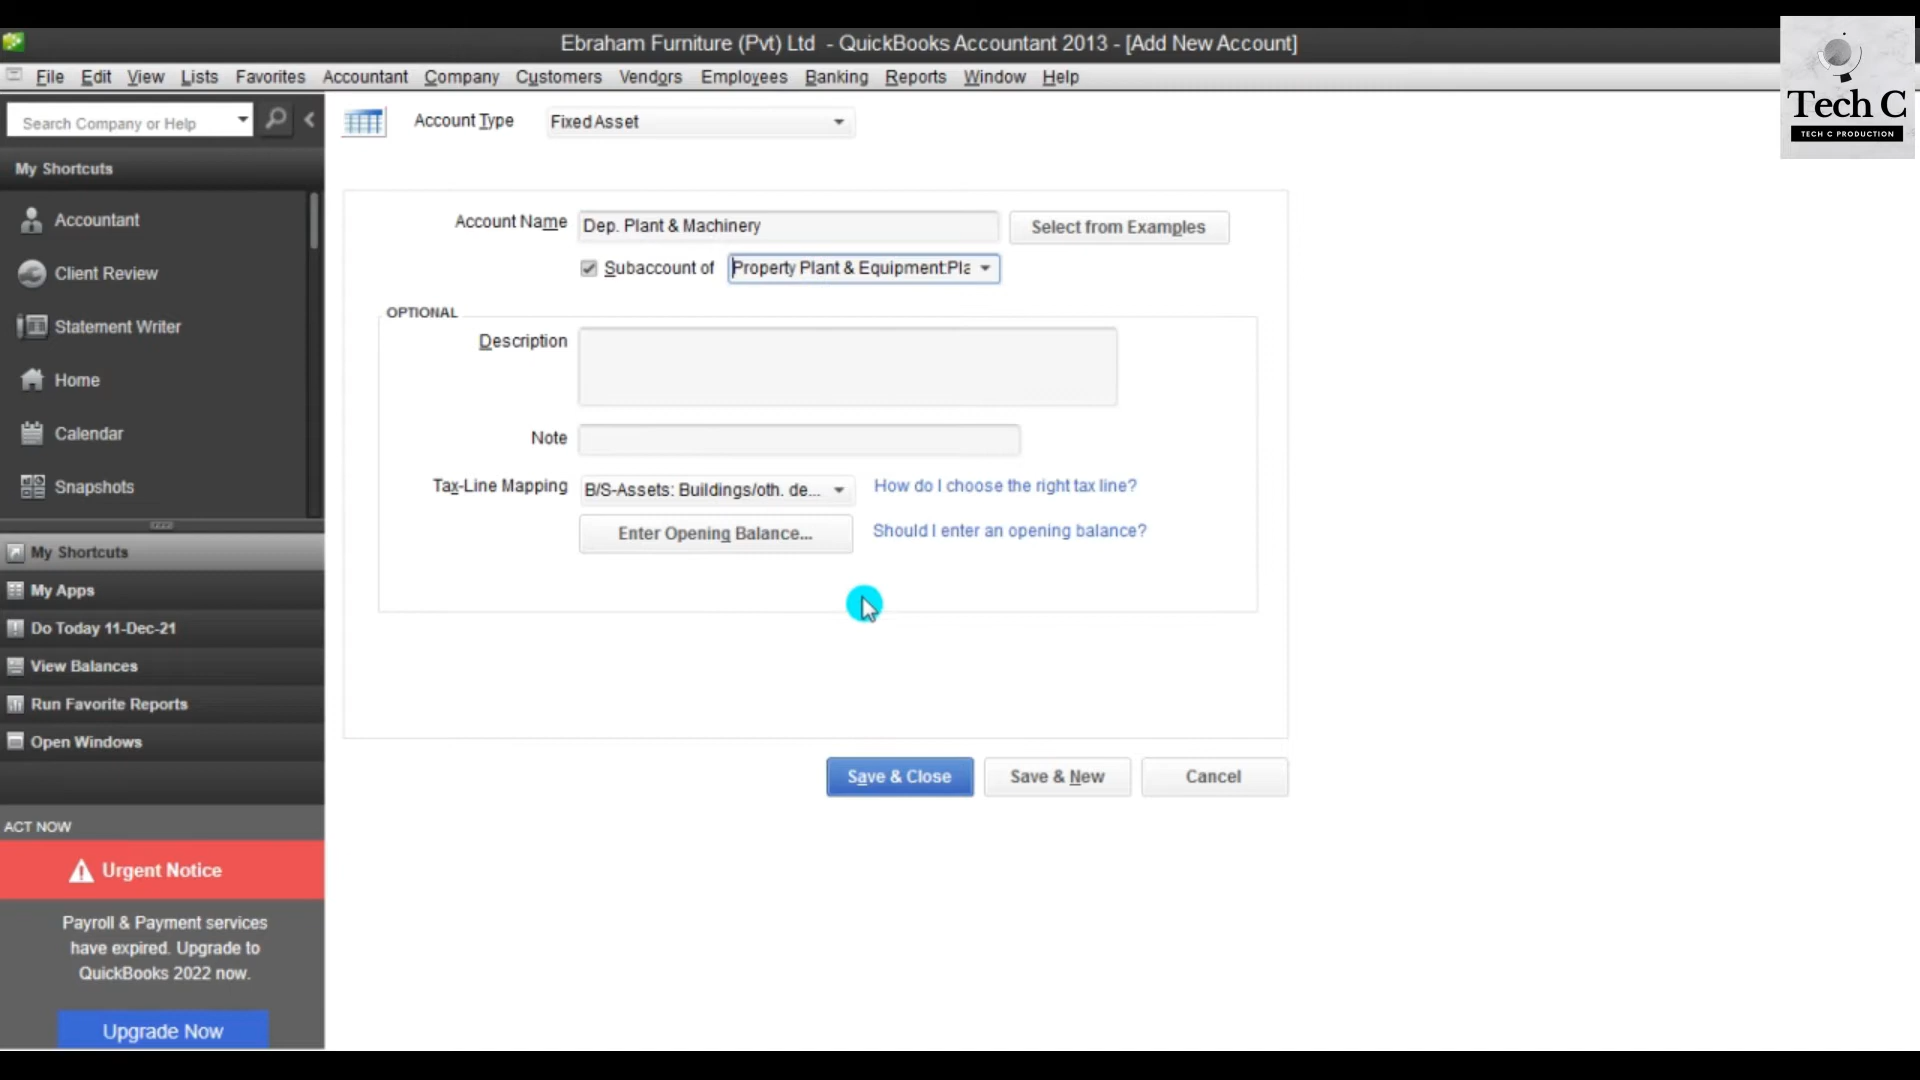 Ebraham Furniture (Pvt) Ltd - QuickBooks Accountant 2013 - [Add New Account]
File Edit View Lists Favorites Accountant Company Customers Vendors Employees Banking Reports Window Help
Tech C
TECH C PRODUCTION
Search Company or Help
My Shortcuts
Accountant
Client Review
Statement Writer
Home
Calendar
Snapshots
My Shortcuts
My Apps
Do Today 11-Dec-21
View Balances
Run Favorite Reports
Open Windows
ACT NOW
Urgent Notice
Payroll & Payment services
have expired. Upgrade to
QuickBooks 2022 now.
Upgrade Now
Account Type Fixed Asset
Account Name Dep. Plant & Machinery Select from Examples
Subaccount of Property Plant & Equipment:Pla
OPTIONAL
Description
Note
Tax-Line Mapping B/S-Assets: Buildings/oth. de... How do I choose the right tax line?
Enter Opening Balance... Should I enter an opening balance?
Save & Close Save & New Cancel